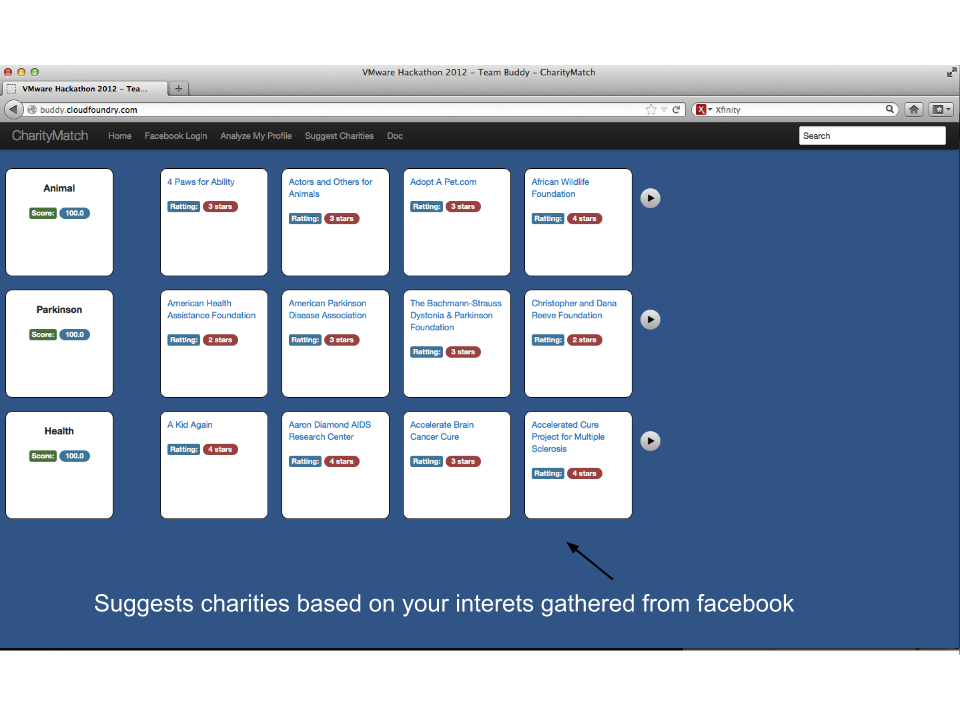 VMware Hackathon 2012 – Team Buddy – CharityMatch
VMware Hackathon 2012 – Tea...
buddy.cloudfoundry.com
Xfinity
CharityMatch Home Facebook Login Analyze My Profile Suggest Charities Doc Search
Animal
Score: 100.0
4 Paws for Ability
Ratting: 3 stars
Actors and Others for
Animals
Ratting: 3 stars
Adopt A Pet.com
Ratting: 3 stars
African Wildlife
Foundation
Ratting: 4 stars
Parkinson
Score: 100.0
American Health
Assistance Foundation
Ratting: 2 stars
American Parkinson
Disease Association
Ratting: 3 stars
The Bachmann-Strauss
Dystonia & Parkinson
Foundation
Ratting: 3 stars
Christopher and Dana
Reeve Foundation
Ratting: 2 stars
Health
Score: 100.0
A Kid Again
Ratting: 4 stars
Aaron Diamond AIDS
Research Center
Ratting: 4 stars
Accelerate Brain
Cancer Cure
Ratting: 3 stars
Accelerated Cure
Project for Multiple
Sclerosis
Ratting: 4 stars
Suggests charities based on your interets gathered from facebook